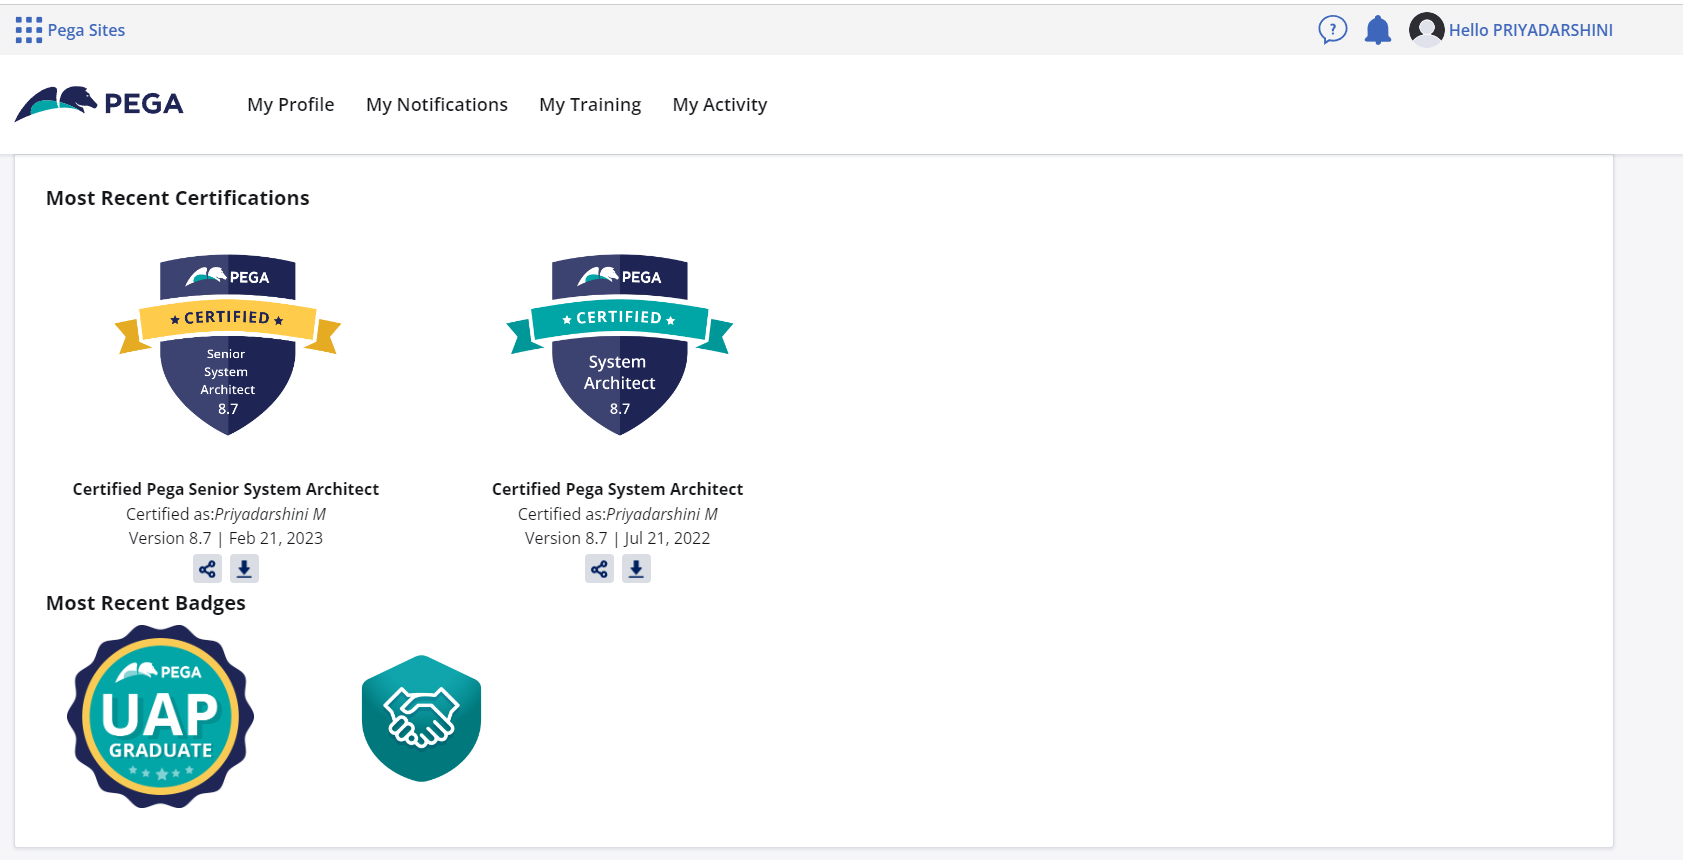 Pega Sites
? Hello PRIYADARSHINI
PEGA My Profile My Notifications My Training My Activity
Most Recent Certifications
PEGA
★ CERTIFIED ★
Senior
System
Architect
8.7
Certified Pega Senior System Architect
Certified as:Priyadarshini M
Version 8.7 | Feb 21, 2023
PEGA
★ CERTIFIED ★
System
Architect
8.7
Certified Pega System Architect
Certified as:Priyadarshini M
Version 8.7 | Jul 21, 2022
Most Recent Badges
PEGA
UAP
GRADUATE